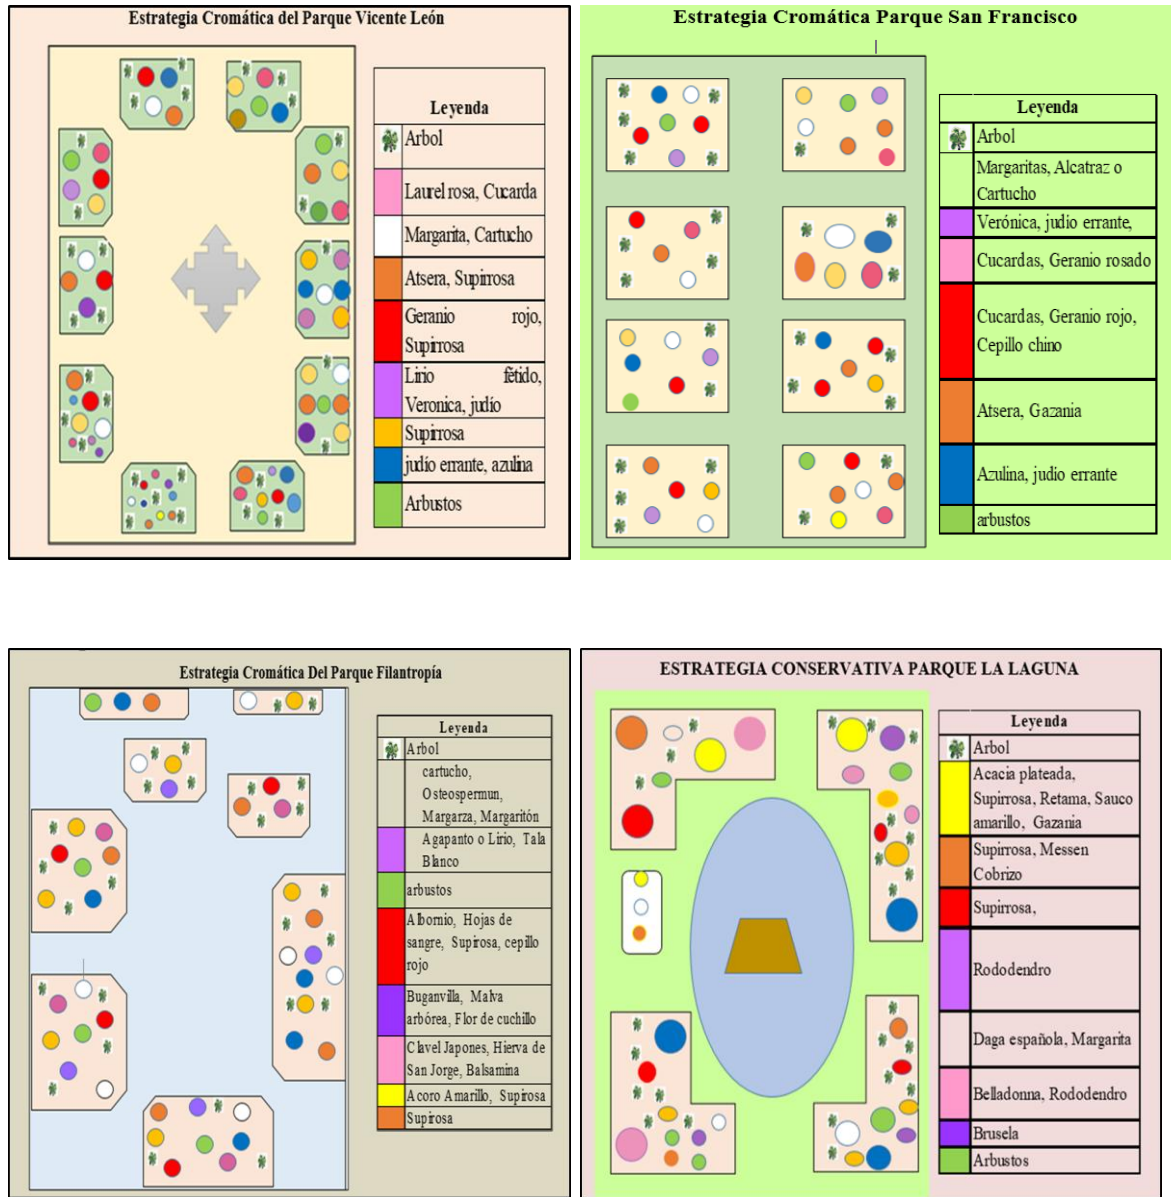 Estrategia Cromática del Parque Vicente León
Leyenda
Arbol
Laurel rosa, Cucarda
Margarita, Cartucho
Atsera, Supirrosa
Geranio rojo,
Supirrosa
Lirio fétido,
Veronica, judío
Supirrosa
judío errante, azulina
Arbustos
Estrategia Cromática Parque San Francisco
Leyenda
Arbol
Margaritas, Alcatraz o
Cartucho
Verónica, judío errante,
Cucardas, Geranio rosado
Cucardas, Geranio rojo,
Cepillo chino
Atsera, Gazania
Azulina, judío errante
arbustos
Estrategia Cromática Del Parque Filantropía
Leyenda
Arbol
cartucho,
Osteospermun,
Margarza, Margaritón
Agapanto o Lirio, Tala
Blanco
arbustos
Albornio, Hojas de
sangre, Supirosa, cepillo
rojo
Buganvilla, Malva
arbórea, Flor de cuchillo
Clavel Japones, Hierva de
San Jorge, Balsamina
Acoro Amarillo, Supirosa
Supirosa
ESTRATEGIA CONSERVATIVA PARQUE LA LAGUNA
Leyenda
Arbol
Acacia plateada,
Supirrosa, Retama, Sauco
amarillo, Gazania
Supirrosa, Messen
Cobrizo
Supirrosa,
Rododendro
Daga española, Margarita
Belladonna, Rododendro
Brusela
Arbustos